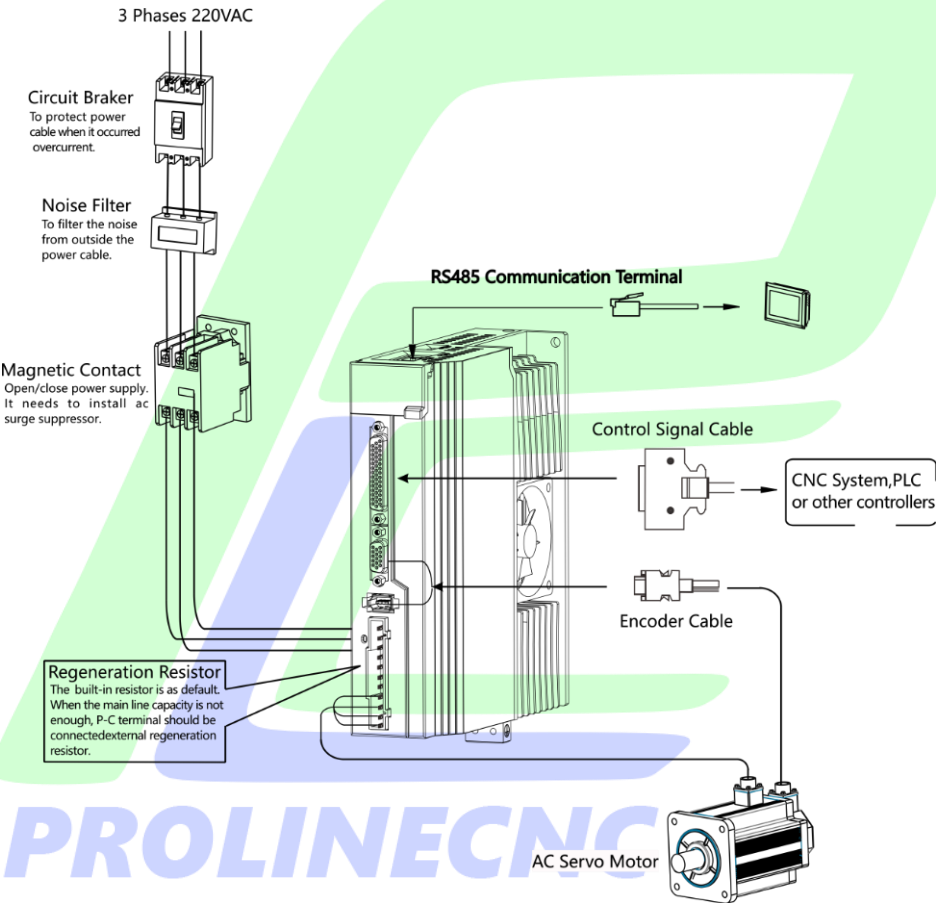 3 Phases 220VAC
Circuit Braker
To protect power
cable when it occurred
overcurrent.
Noise Filter
To filter the noise
from outside the
power cable.
RS485 Communication Terminal
Magnetic Contact
Open/close power supply.
It needs to install ac
surge suppressor.
Control Signal Cable
CNC System,PLC
or other controllers
Encoder Cable
Regeneration Resistor
The built-in resistor is as default.
When the main line capacity is not
enough, P-C terminal should be
connectedexternal regeneration
resistor.
PROLINECNC
AC Servo Motor